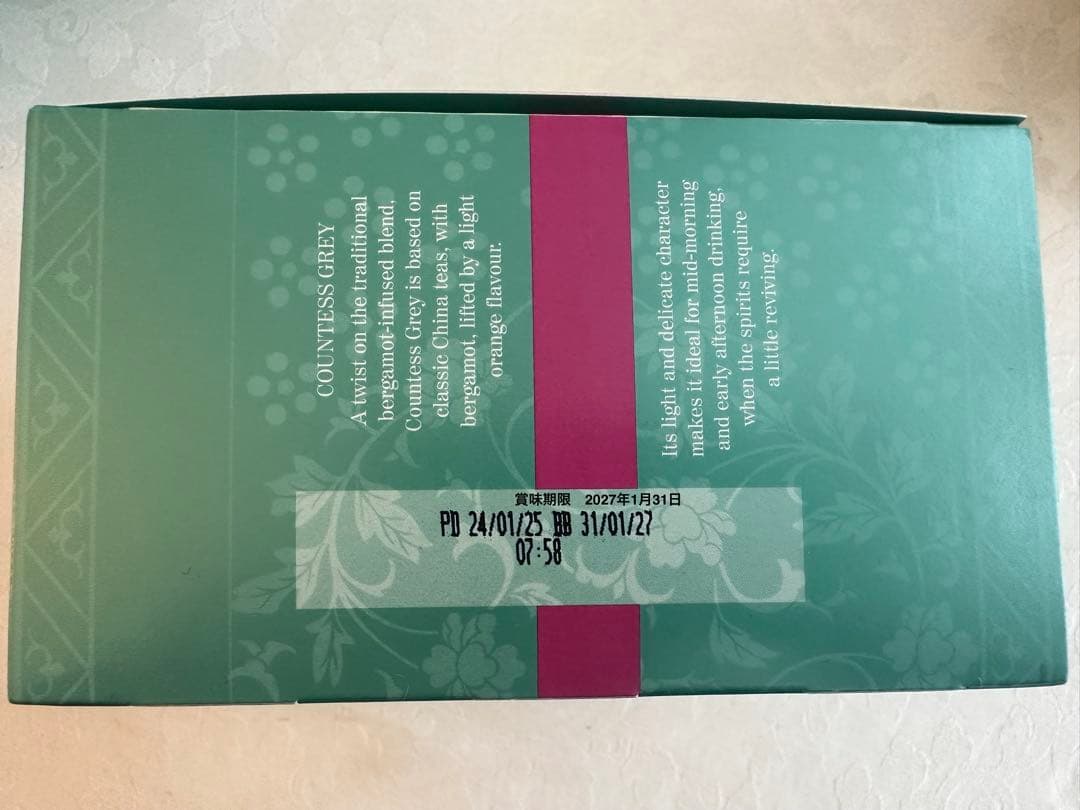 COUNTESS GREY
A twist on the traditional
bergamot-infused blend,
Countess Grey is based on
classic China teas, with
bergamot, lifted by a light
orange flavour.
Its light and delicate character
makes it ideal for mid-morning
and early afternoon drinking,
when the spirits require
a little reviving.
賞味期限 2027年1月31日
PD 24/01/25 BB 31/01/27
07:58